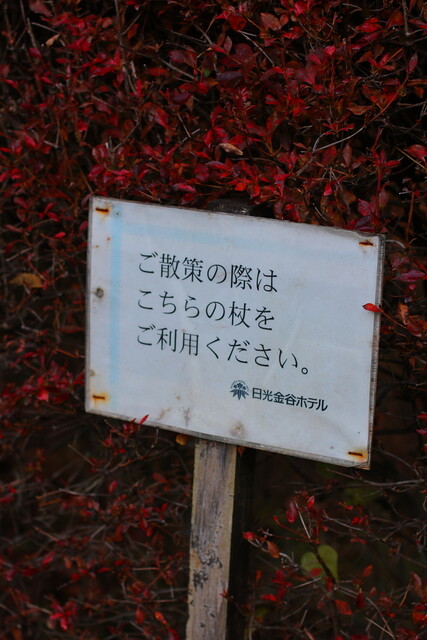 ご散策の際は
こちらの杖を
ご利用ください。
日光金谷ホテル